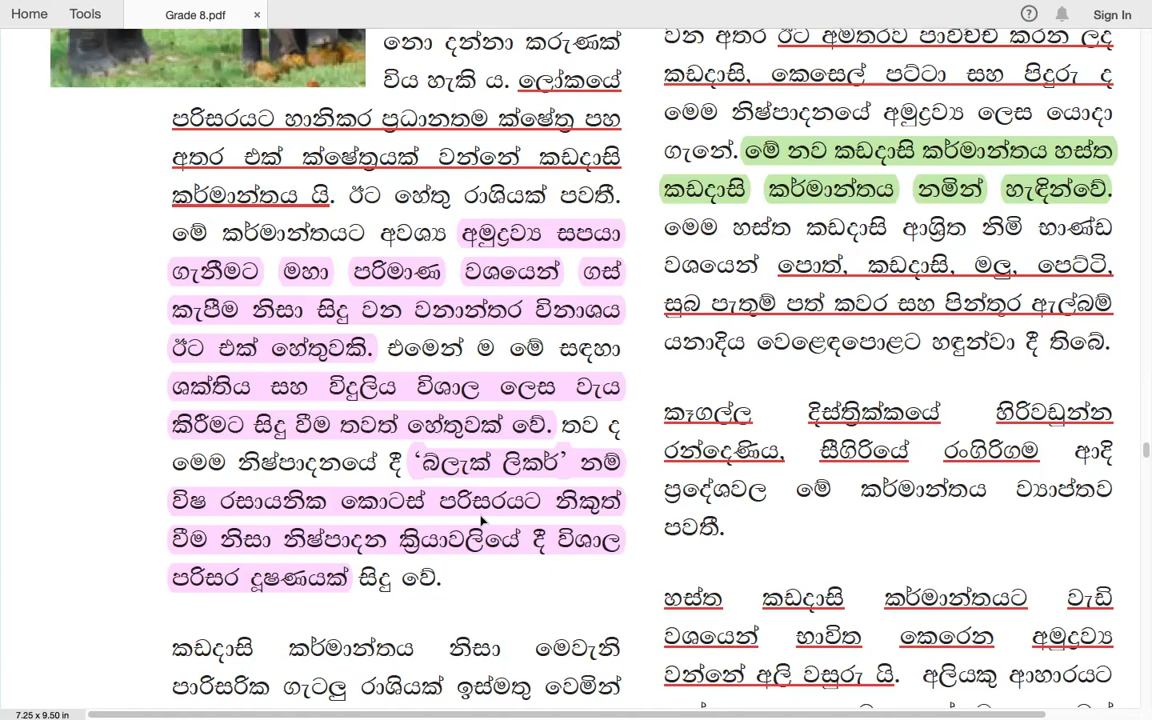 Home
Tools
Grade 8.pdf
×
?
Sign In
නො දන්නා කරුණක්
විය හැකි ය. ලෝකයේ
පරිසරයට හානිකර ප්‍රධානතම ක්ෂේත්‍ර පහ
අතර එක් ක්ෂේත්‍රයක් වන්නේ කඩදාසි
කර්මාන්තය යි. ඊට හේතු රාශියක් පවතී.
මේ කර්මාන්තයට අවශ්‍ය අමුද්‍රව්‍ය සපයා
ගැනීමට මහා පරිමාණ වශයෙන් ගස්
කැපීම නිසා සිදු වන වනාන්තර විනාශය
ඊට එක් හේතුවකි. එමෙන් ම මේ සඳහා
ශක්තිය සහ විදුලිය විශාල ලෙස වැය
කිරීමට සිදු වීම තවත් හේතුවක් වේ. තව ද
මෙම නිෂ්පාදනයේ දී ‘බ්ලැක් ලිකර්’ නම්
විෂ රසායනික කොටස් පරිසරයට නිකුත්
වීම නිසා නිෂ්පාදන ක්‍රියාවලියේ දී විශාල
පරිසර දූෂණයක් සිදු වේ.
කඩදාසි කර්මාන්තය නිසා මෙවැනි
පාරිසරික ගැටලු රාශියක් ඉස්මතු වෙමින්
වන අතර ඊට අමතරව පාවිච්චි කරන ලද
කඩදාසි, කෙසෙල් පට්ටා සහ පිදුරු ද
මෙම නිෂ්පාදනයේ අමුද්‍රව්‍ය ලෙස යොදා
ගැනේ. මේ නව කඩදාසි කර්මාන්තය හස්ත
කඩදාසි කර්මාන්තය නමින් හැඳින්වේ.
මෙම හස්ත කඩදාසි ආශ්‍රිත නිමි භාණ්ඩ
වශයෙන් පොත්, කඩදාසි, මලු, පෙට්ටි,
සුබ පැතුම් පත් කවර සහ පින්තූර ඇල්බම්
යනාදිය වෙළෙඳපොළට හඳුන්වා දී තිබේ.
කෑගල්ල දිස්ත්‍රික්කයේ හිරිවඩුන්න
රන්දෙණිය, සීගිරියේ රංගිරිගම ආදි
ප්‍රදේශවල මේ කර්මාන්තය ව්‍යාප්තව
පවතී.
හස්ත කඩදාසි කර්මාන්තයට වැඩි
වශයෙන් භාවිත කෙරෙන අමුද්‍රව්‍ය
වන්නේ අලි වසුරු යි. අලියකු ආහාරයට
7.25 x 9.50 in